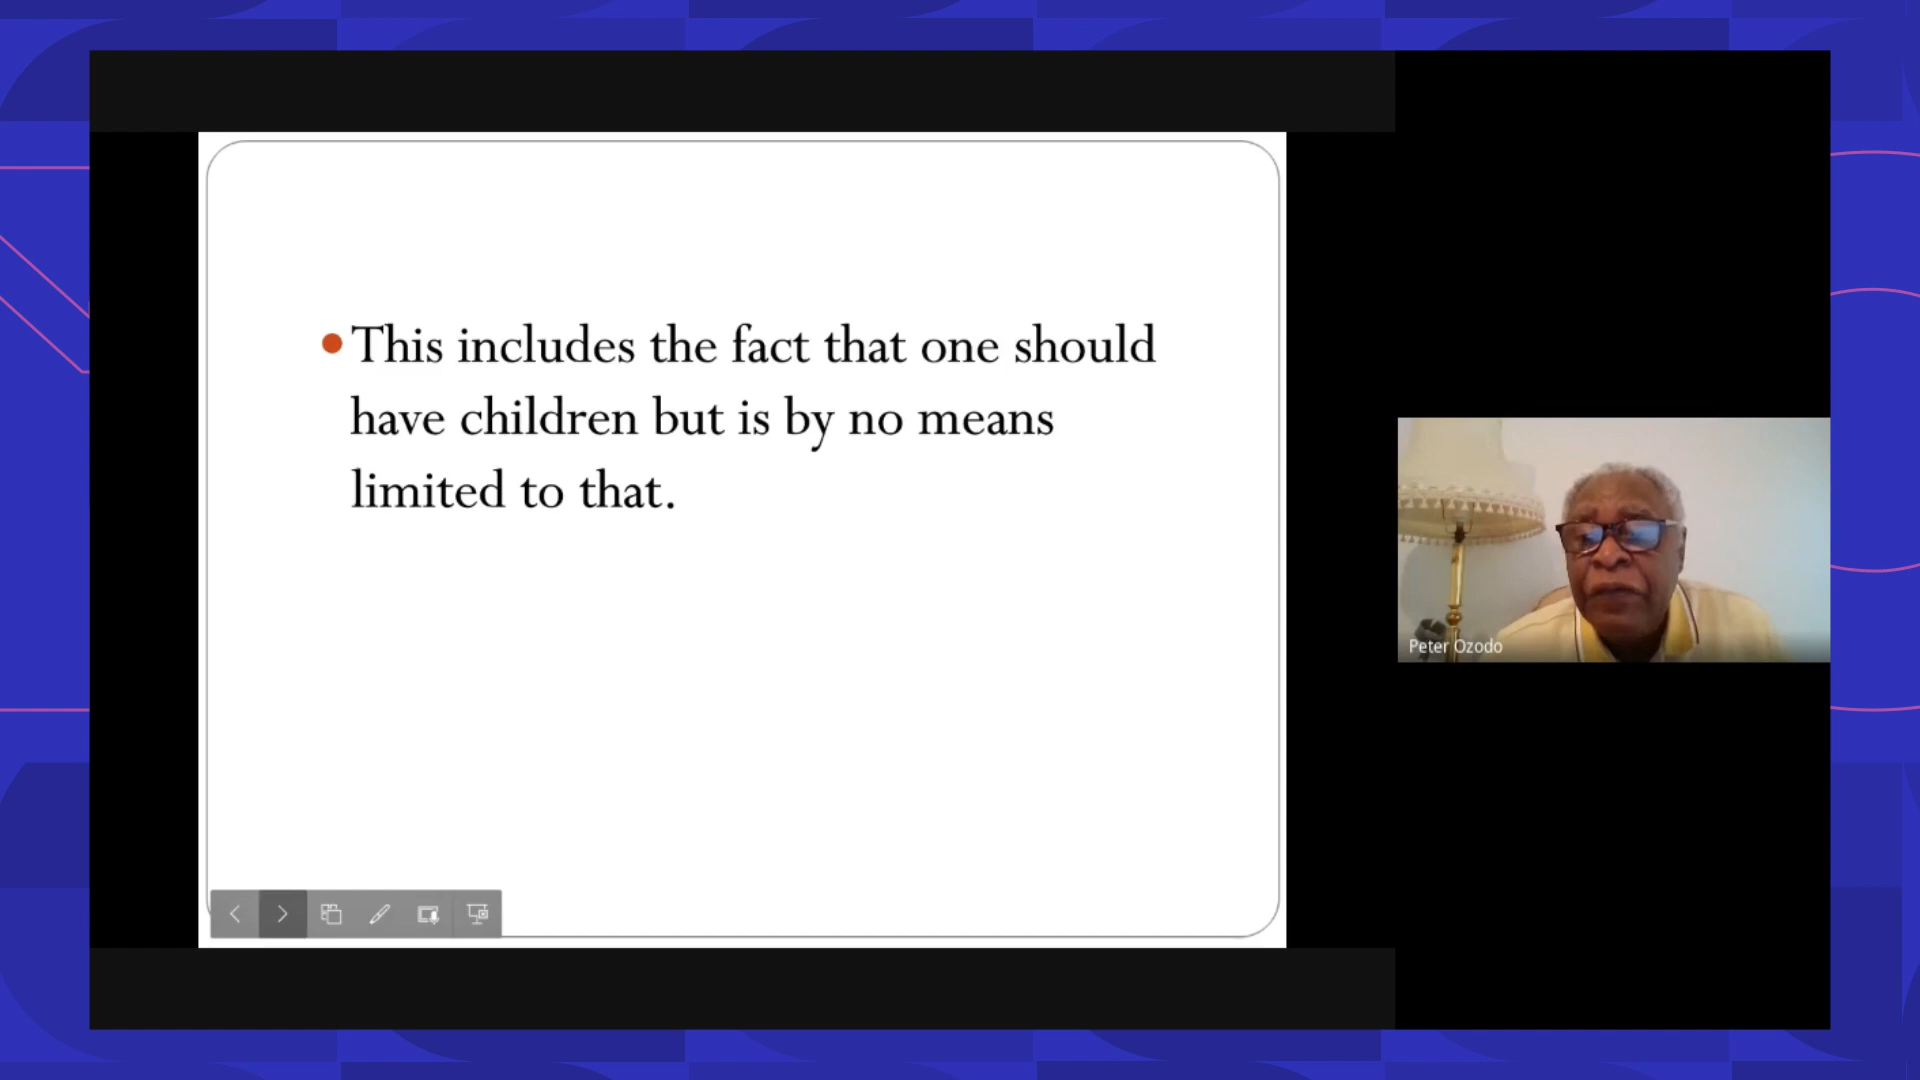 This includes the fact that one should
have children but is by no means
limited to that.
Peter Ozodo